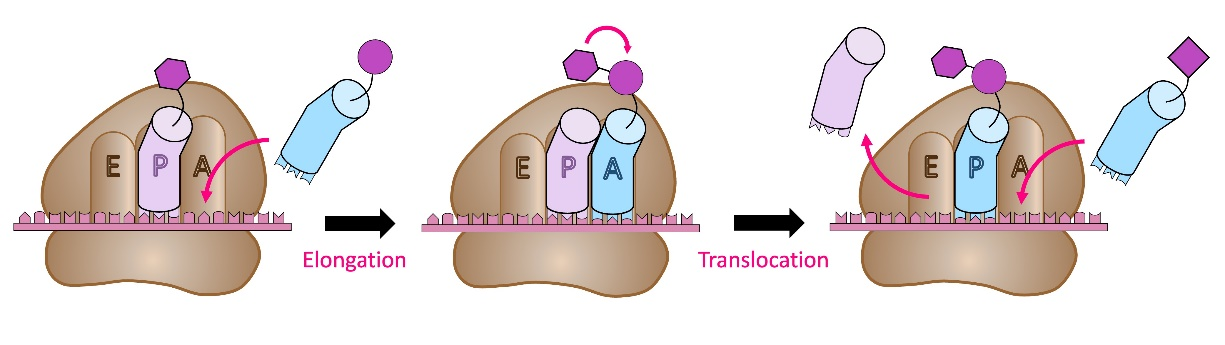 E P A
E P A
E P A
Elongation
Translocation